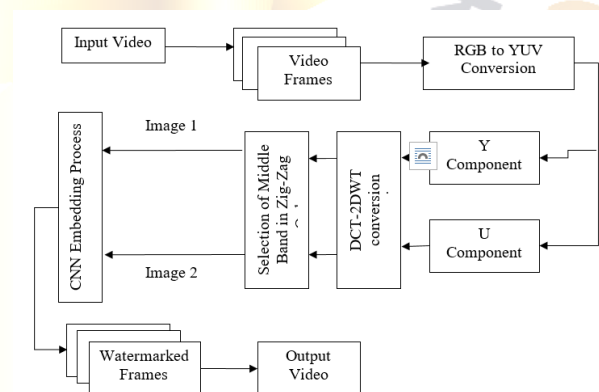 Input Video
Video
Frames
RGB to YUV
Conversion
Y
Component
U
Component
DCT-2DWT
conversion
Selection of Middle
Band in Zig-Zag
Image 1
Image 2
CNN Embedding Process
Watermarked
Frames
Output
Video